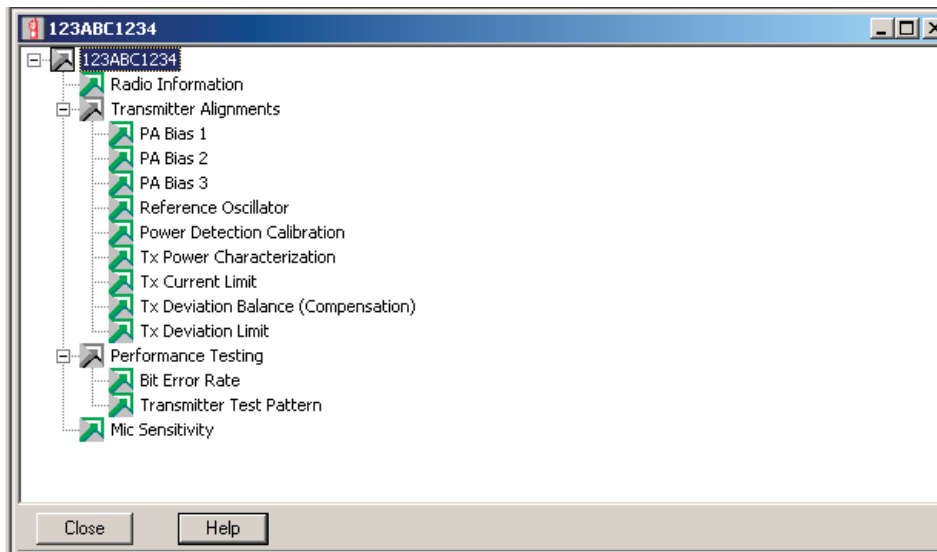 123ABC1234
123ABC1234
Radio Information
Transmitter Alignments
PA Bias 1
PA Bias 2
PA Bias 3
Reference Oscillator
Power Detection Calibration
Tx Power Characterization
Tx Current Limit
Tx Deviation Balance (Compensation)
Tx Deviation Limit
Performance Testing
Bit Error Rate
Transmitter Test Pattern
Mic Sensitivity
Close Help